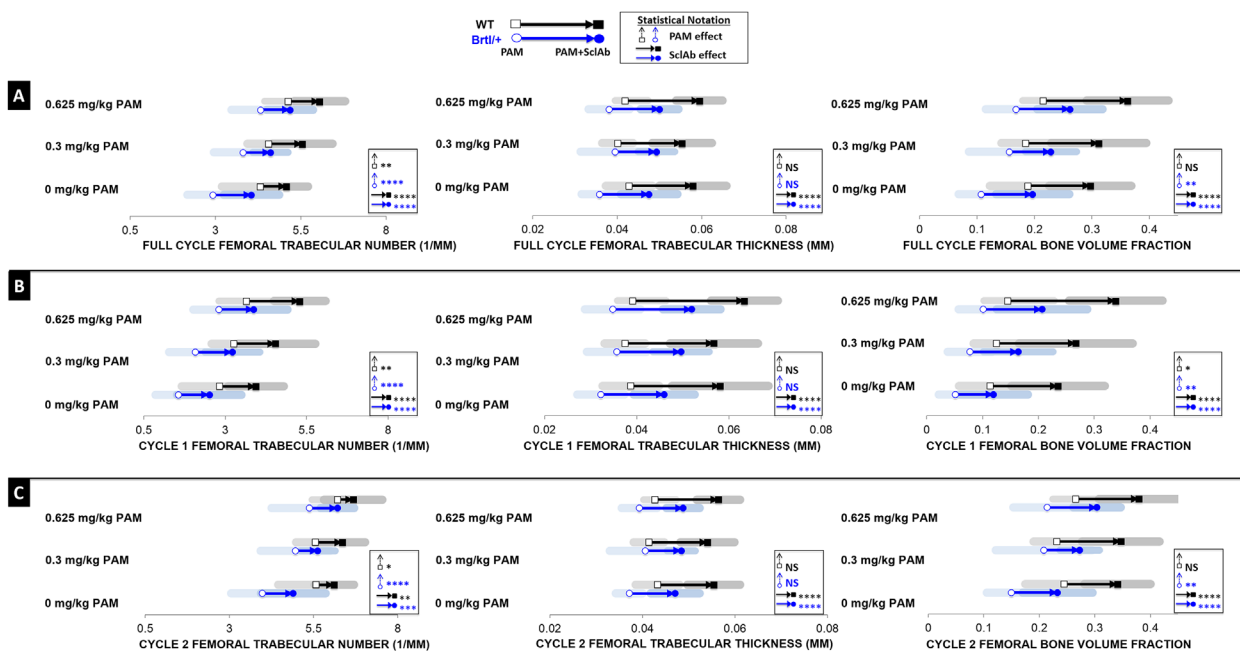 WT
Brtl/+
PAM
PAM+SclAb
Statistical Notation
PAM effect
SclAb effect
A
0.625 mg/kg PAM
0.3 mg/kg PAM
0 mg/kg PAM
**
****
****
****
0.5 3 5.5 8
FULL CYCLE FEMORAL TRABECULAR NUMBER (1/MM)
0.625 mg/kg PAM
0.3 mg/kg PAM
0 mg/kg PAM
NS
NS
****
****
0.02 0.04 0.06 0.08
FULL CYCLE FEMORAL TRABECULAR THICKNESS (MM)
0.625 mg/kg PAM
0.3 mg/kg PAM
0 mg/kg PAM
NS
**
****
****
0 0.1 0.2 0.3 0.4
FULL CYCLE FEMORAL BONE VOLUME FRACTION
B
0.625 mg/kg PAM
0.3 mg/kg PAM
0 mg/kg PAM
**
****
****
****
0.5 3 5.5 8
CYCLE 1 FEMORAL TRABECULAR NUMBER (1/MM)
0.625 mg/kg PAM
0.3 mg/kg PAM
0 mg/kg PAM
NS
NS
****
****
0.02 0.04 0.06 0.08
CYCLE 1 FEMORAL TRABECULAR THICKNESS (MM)
0.625 mg/kg PAM
0.3 mg/kg PAM
0 mg/kg PAM
*
**
****
****
0 0.1 0.2 0.3 0.4
CYCLE 1 FEMORAL BONE VOLUME FRACTION
C
0.625 mg/kg PAM
0.3 mg/kg PAM
0 mg/kg PAM
*
****
**
***
0.5 3 5.5 8
CYCLE 2 FEMORAL TRABECULAR NUMBER (1/MM)
0.625 mg/kg PAM
0.3 mg/kg PAM
0 mg/kg PAM
NS
NS
****
****
0.02 0.04 0.06 0.08
CYCLE 2 FEMORAL TRABECULAR THICKNESS (MM)
0.625 mg/kg PAM
0.3 mg/kg PAM
0 mg/kg PAM
NS
**
****
****
0 0.1 0.2 0.3 0.4
CYCLE 2 FEMORAL BONE VOLUME FRACTION